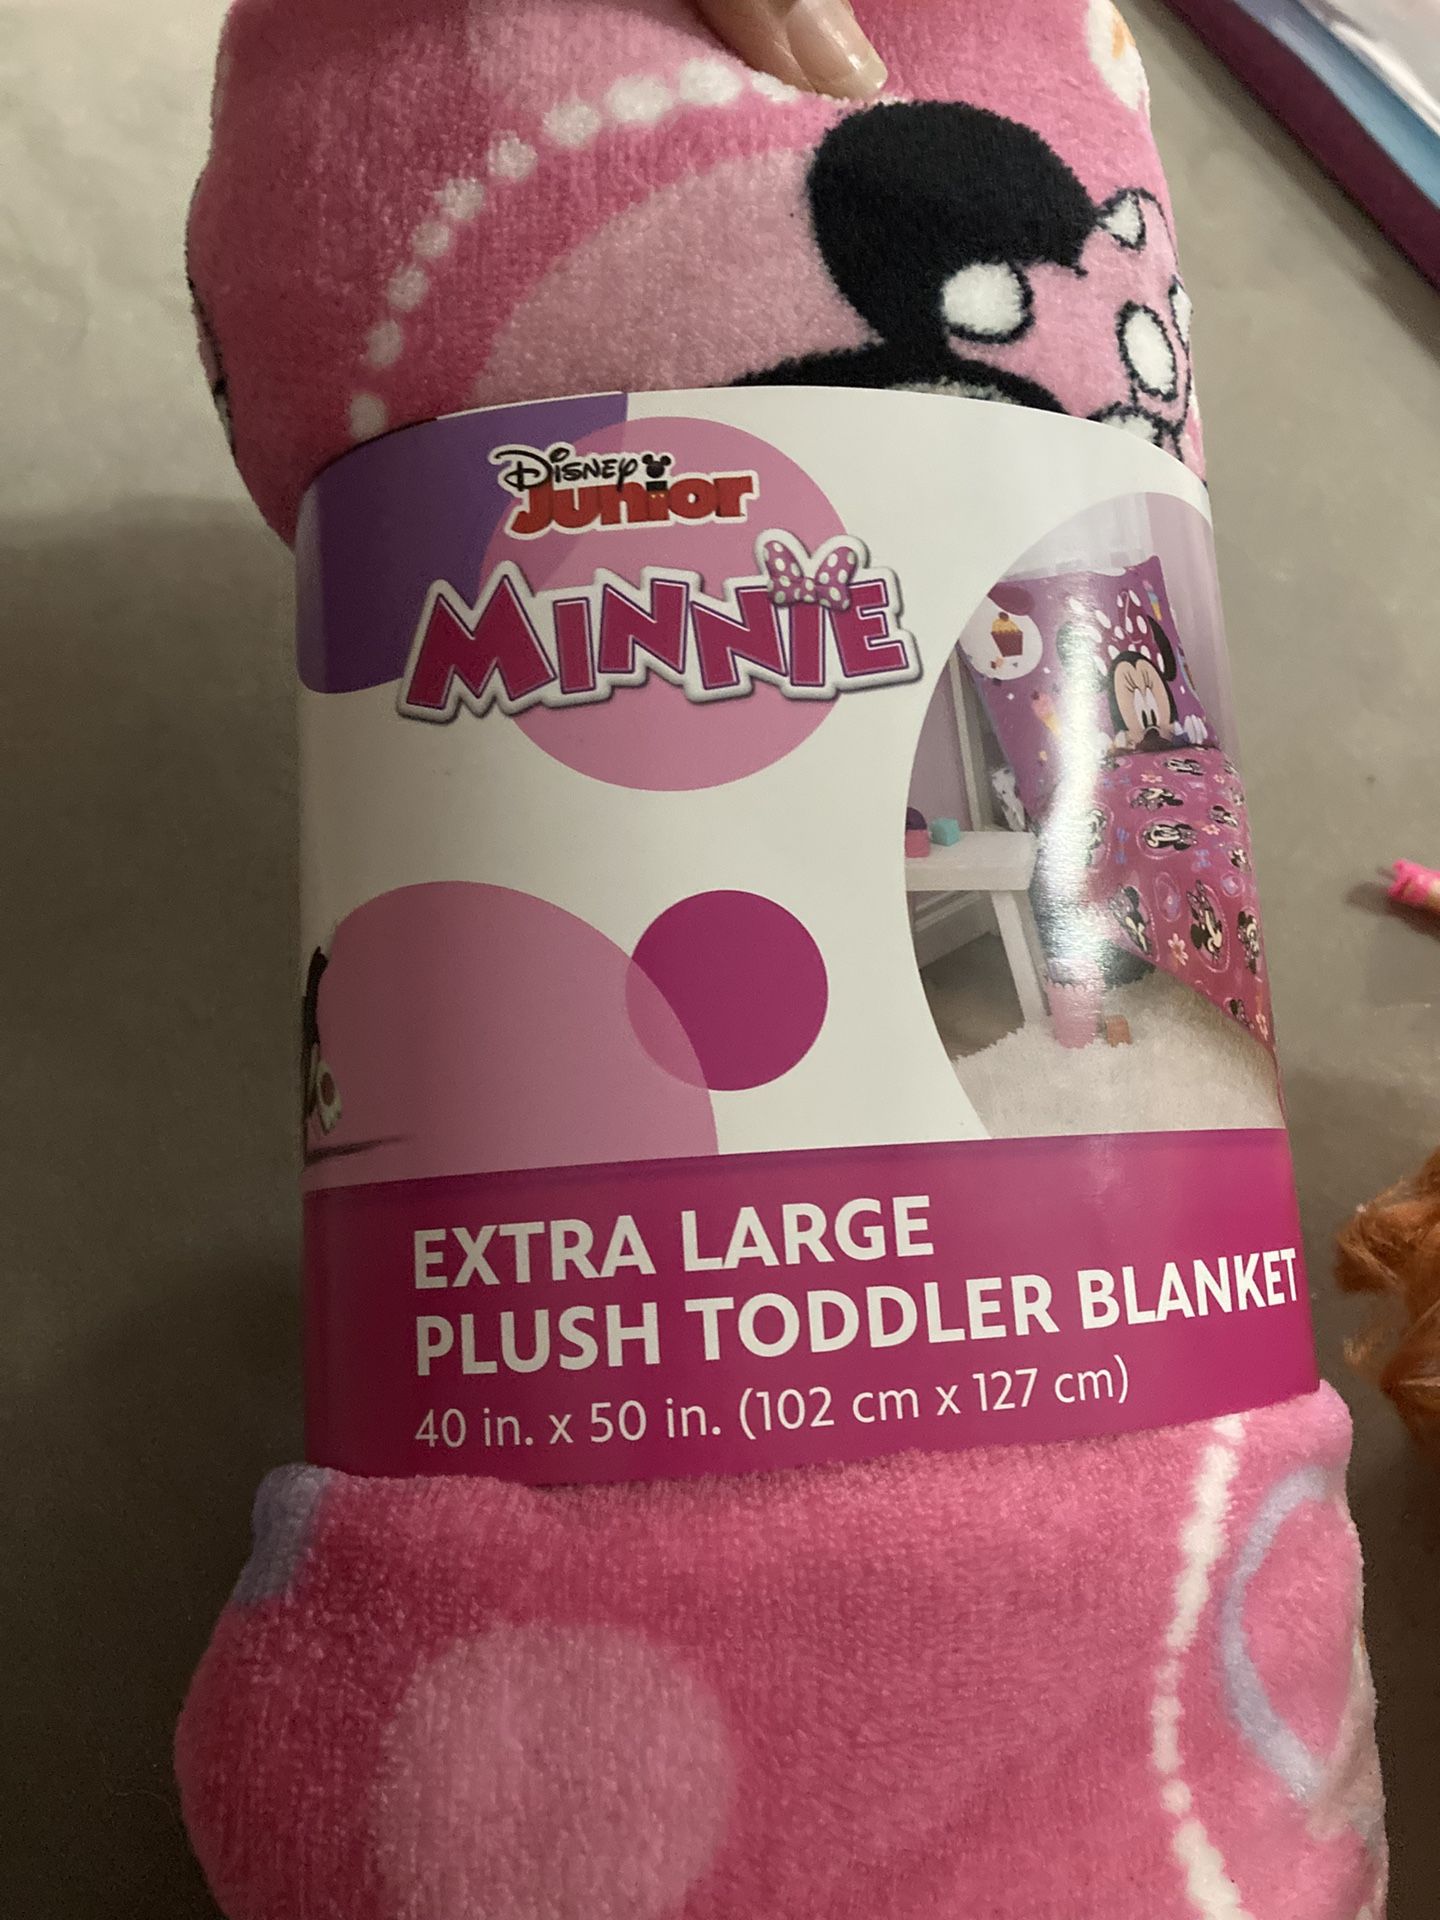 Disney
Junior
MINNIE
EXTRA LARGE
PLUSH TODDLER BLANKET
40 in. x 50 in. (102 cm x 127 cm)